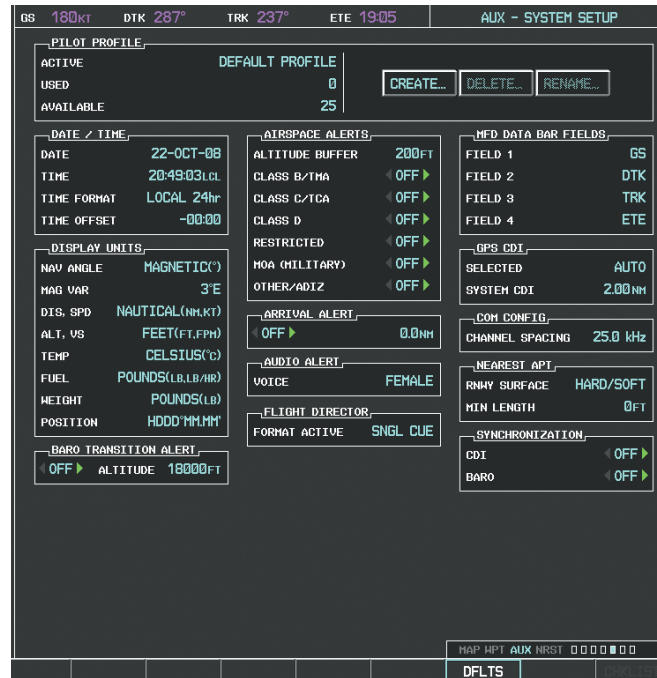 GS 180KT DTK 287° TRK 237° ETE 19:05 AUX - SYSTEM SETUP
PILOT PROFILE
ACTIVE DEFAULT PROFILE
USED 0
AVAILABLE 25
CREATE… DELETE… RENAME…
DATE / TIME
DATE 22-OCT-08
TIME 20:49:03LCL
TIME FORMAT LOCAL 24hr
TIME OFFSET -00:00
DISPLAY UNITS
NAV ANGLE MAGNETIC(°)
MAG VAR 3°E
DIS, SPD NAUTICAL(NM,KT)
ALT, VS FEET(FT,FPM)
TEMP CELSIUS(°C)
FUEL POUNDS(LB,LB/HR)
WEIGHT POUNDS(LB)
POSITION HDDD°MM.MM'
BARO TRANSITION ALERT
OFF ALTITUDE 18000FT
AIRSPACE ALERTS
ALTITUDE BUFFER 200FT
CLASS B/TMA OFF
CLASS C/TCA OFF
CLASS D OFF
RESTRICTED OFF
MOA (MILITARY) OFF
OTHER/ADIZ OFF
ARRIVAL ALERT
OFF 0.0NM
AUDIO ALERT
VOICE FEMALE
FLIGHT DIRECTOR
FORMAT ACTIVE SNGL CUE
MFD DATA BAR FIELDS
FIELD 1 GS
FIELD 2 DTK
FIELD 3 TRK
FIELD 4 ETE
GPS CDI
SELECTED AUTO
SYSTEM CDI 2.00NM
COM CONFIG
CHANNEL SPACING 25.0 kHz
NEAREST APT
RNWY SURFACE HARD/SOFT
MIN LENGTH 0FT
SYNCHRONIZATION
CDI OFF
BARO OFF
MAP WPT AUX NRST
DFLTS CHKLIST